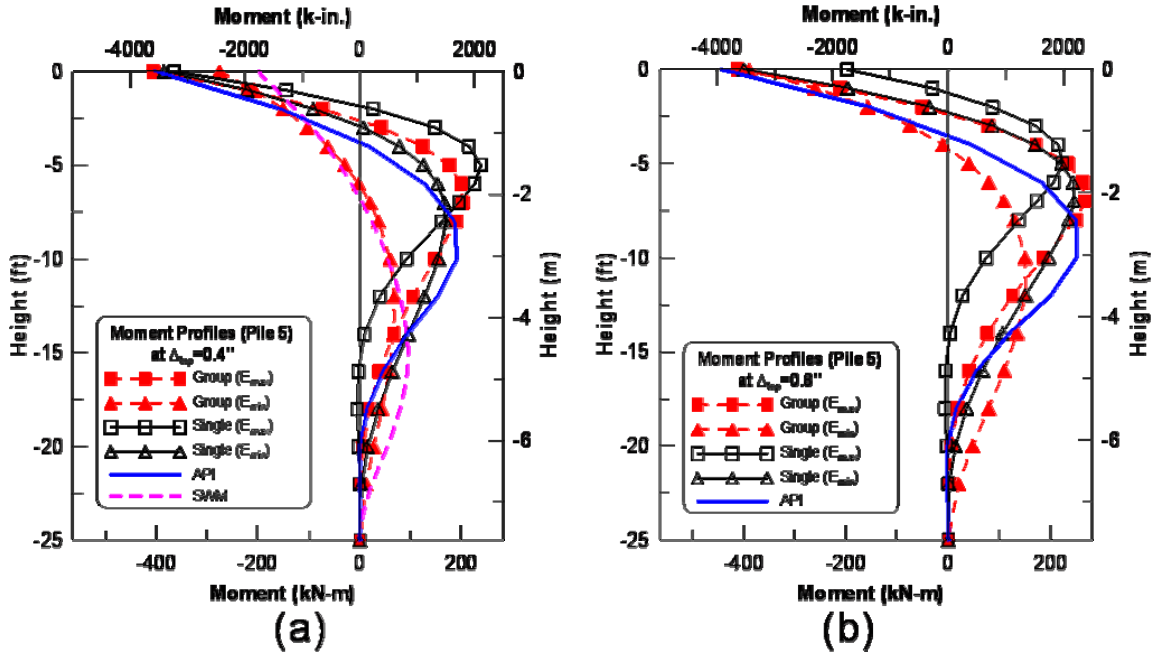 Moment (k-in.)
-4000 -2000 0 2000
0 -5 -10 -15 -20 -25
Height (ft)
0 -2 -4 -6
Height (m)
Moment Profiles (Pile 5)
at Δtop=0.4"
Group (Emax)
Group (Emin)
Single (Emax)
Single (Emin)
API
SWM
-400 -200 0 200
Moment (kN-m)
(a)
Moment (k-in.)
-4000 -2000 0 2000
0 -5 -10 -15 -20 -25
Height (ft)
0 -2 -4 -6
Height (m)
Moment Profiles (Pile 5)
Group (Emax)
Group (Emin)
Single (Emax)
Single (Emin)
API
-400 -200 0 200
Moment (kN-m)
(b)